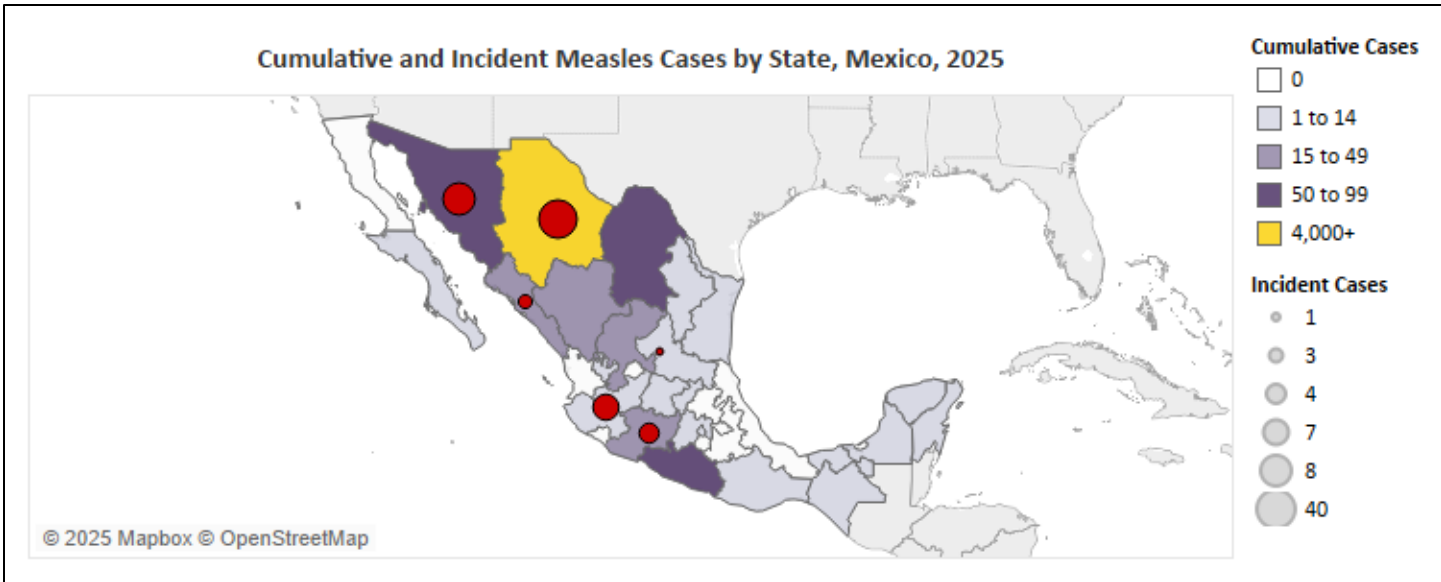 Cumulative and Incident Measles Cases by State, Mexico, 2025
Cumulative Cases
0
1 to 14
15 to 49
50 to 99
4,000+
Incident Cases
1
3
4
7
8
40
© 2025 Mapbox © OpenStreetMap